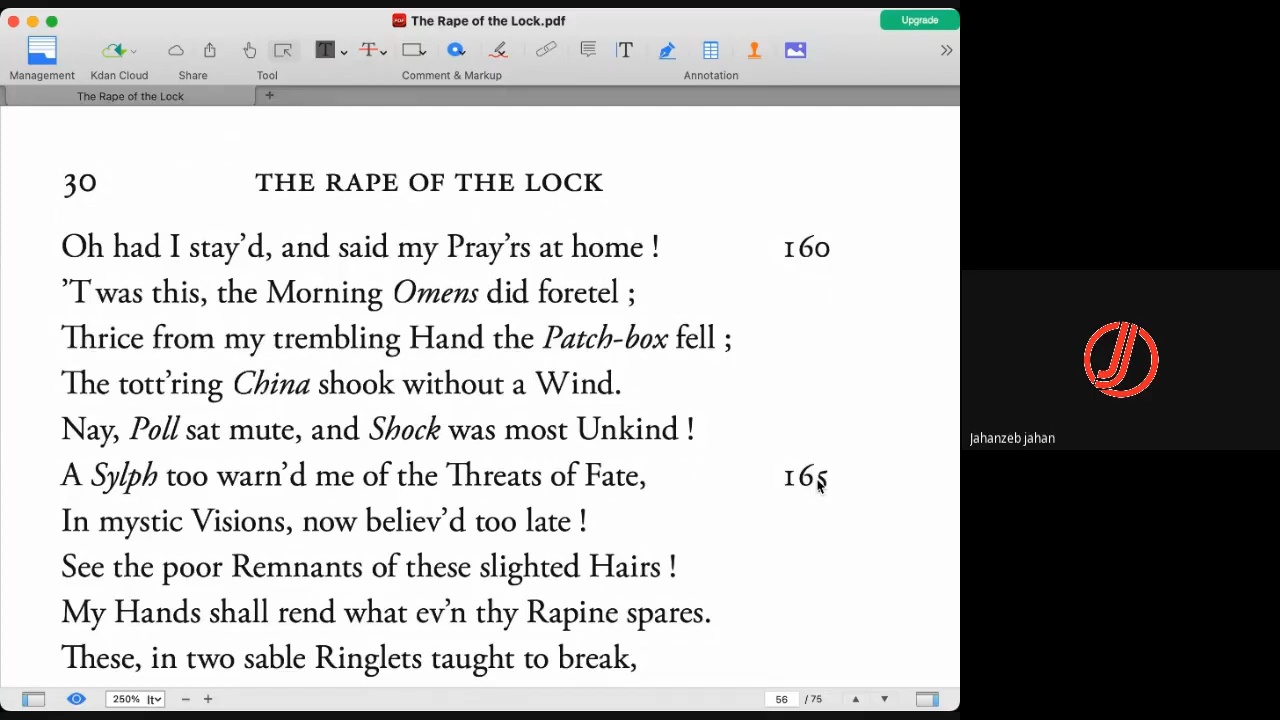 The Rape of the Lock.pdf
Upgrade
Management
Kdan Cloud
Share
Tool
Comment & Markup
Annotation
The Rape of the Lock
30 THE RAPE OF THE LOCK
Oh had I stay’d, and said my Pray’rs at home ! 160
’Twas this, the Morning Omens did foretel ;
Thrice from my trembling Hand the Patch-box fell ;
The tott’ring China shook without a Wind.
Nay, Poll sat mute, and Shock was most Unkind !
A Sylph too warn’d me of the Threats of Fate, 165
In mystic Visions, now believ’d too late !
See the poor Remnants of these slighted Hairs !
My Hands shall rend what ev’n thy Rapine spares.
These, in two sable Ringlets taught to break,
Jahanzeb jahan
250%
56 / 75